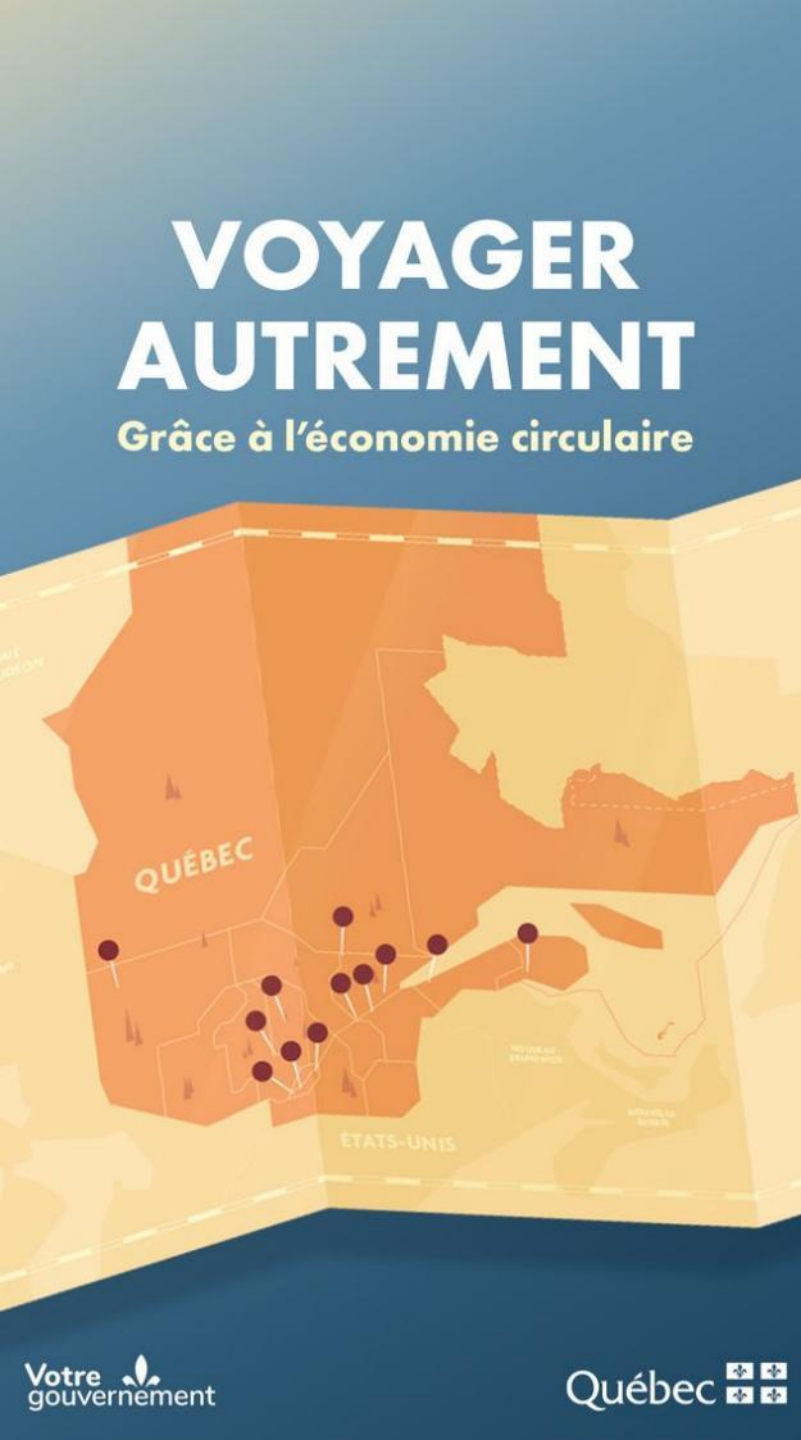 VOYAGER
AUTREMENT
Grâce à l'économie circulaire
QUÉBEC
ÉTATS-UNIS
Votre
gouvernement
Québec